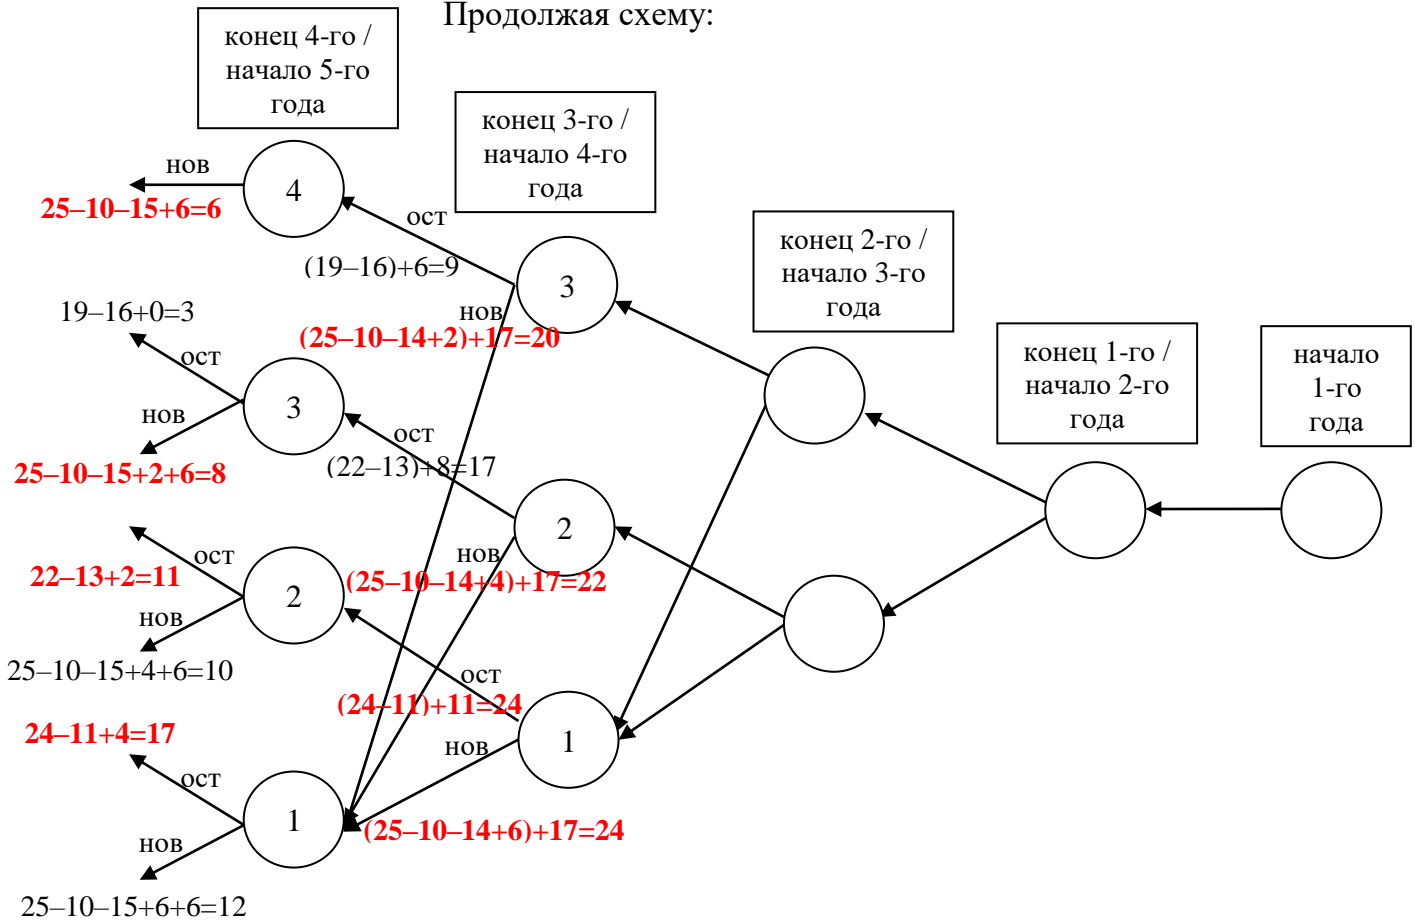 Продолжая схему:
конец 4-го /
начало 5-го
года
конец 3-го /
начало 4-го
года
конец 2-го /
начало 3-го
года
конец 1-го /
начало 2-го
года
начало
1-го
года
нов
4
25–10–15+6=6
ост
(19–16)+6=9
3
нов
(25–10–14+2)+17=20
19–16+0=3
ост
3
нов
25–10–15+2+6=8
ост
(22–13)+8=17
2
нов
(25–10–14+4)+17=22
ост
22–13+2=11
2
нов
25–10–15+4+6=10
ост
(24–11)+11=24
1
нов
(25–10–14+6)+17=24
24–11+4=17
ост
1
нов
25–10–15+6+6=12